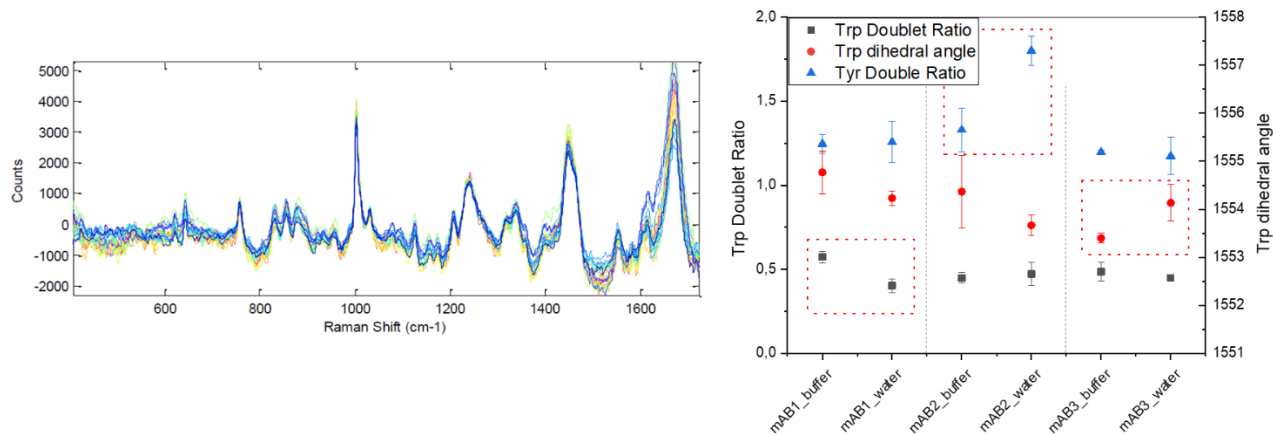 5000
4000
3000
2000
1000
0
-1000
-2000
Counts
600
800
1000
1200
1400
1600
Raman Shift (cm-1)
Trp Doublet Ratio
Trp dihedral angle
Tyr Double Ratio
2,0
1,5
1,0
0,5
0,0
Trp Doublet Ratio
1558
1557
1556
1555
1554
1553
1552
1551
Trp dihedral angle
mAB1_buffer
mAB1_water
mAB2_buffer
mAB2_water
mAB3_buffer
mAB3_water